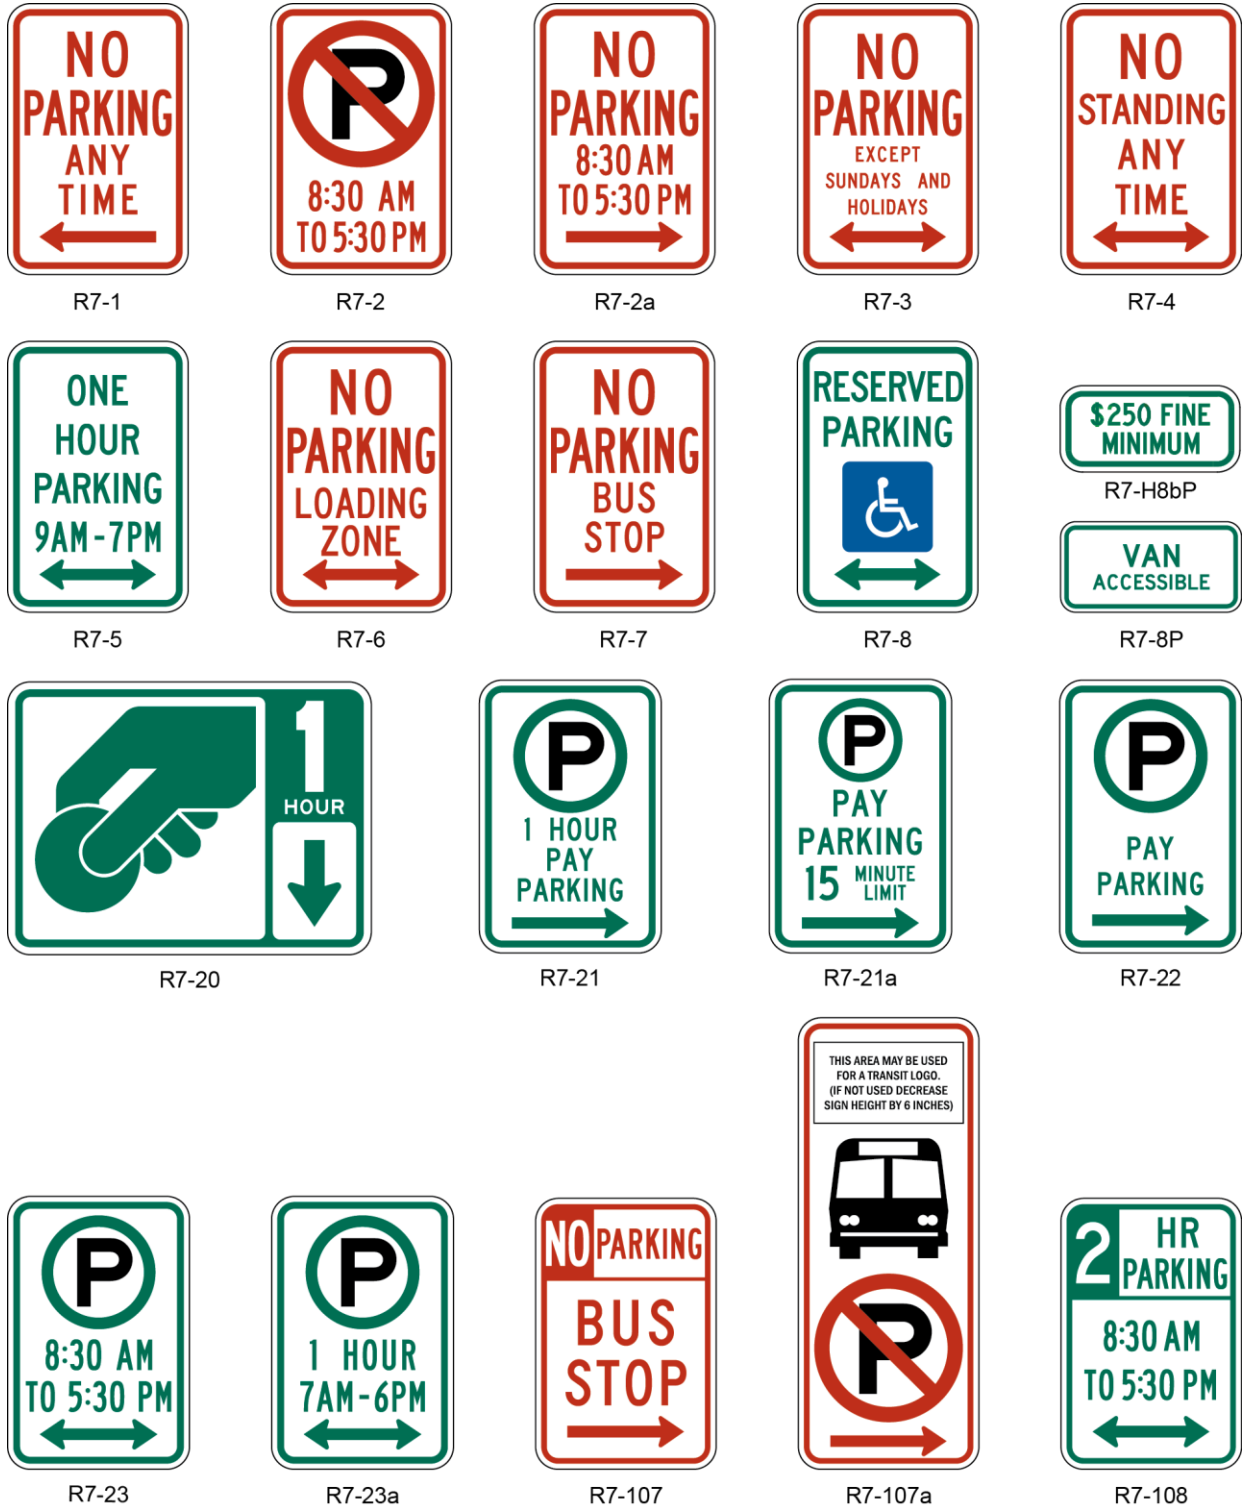 NO
PARKING
ANY
TIME
R7-1
P
8:30 AM
TO 5:30 PM
R7-2
NO
PARKING
8:30 AM
TO 5:30 PM
R7-2a
NO
PARKING
EXCEPT
SUNDAYS AND
HOLIDAYS
R7-3
NO
STANDING
ANY
TIME
R7-4
ONE
HOUR
PARKING
9AM-7PM
R7-5
NO
PARKING
LOADING
ZONE
R7-6
NO
PARKING
BUS
STOP
R7-7
RESERVED
PARKING
R7-8
$250 FINE
MINIMUM
R7-H8bP
VAN
ACCESSIBLE
R7-8P
1
HOUR
R7-20
P
1 HOUR
PAY
PARKING
R7-21
P
PAY
PARKING
15 MINUTE
LIMIT
R7-21a
P
PAY
PARKING
R7-22
P
8:30 AM
TO 5:30 PM
R7-23
P
1 HOUR
7AM-6PM
R7-23a
NO PARKING
BUS
STOP
R7-107
THIS AREA MAY BE USED
FOR A TRANSIT LOGO.
(IF NOT USED DECREASE
SIGN HEIGHT BY 6 INCHES)
P
R7-107a
2 HR
PARKING
8:30 AM
TO 5:30 PM
R7-108